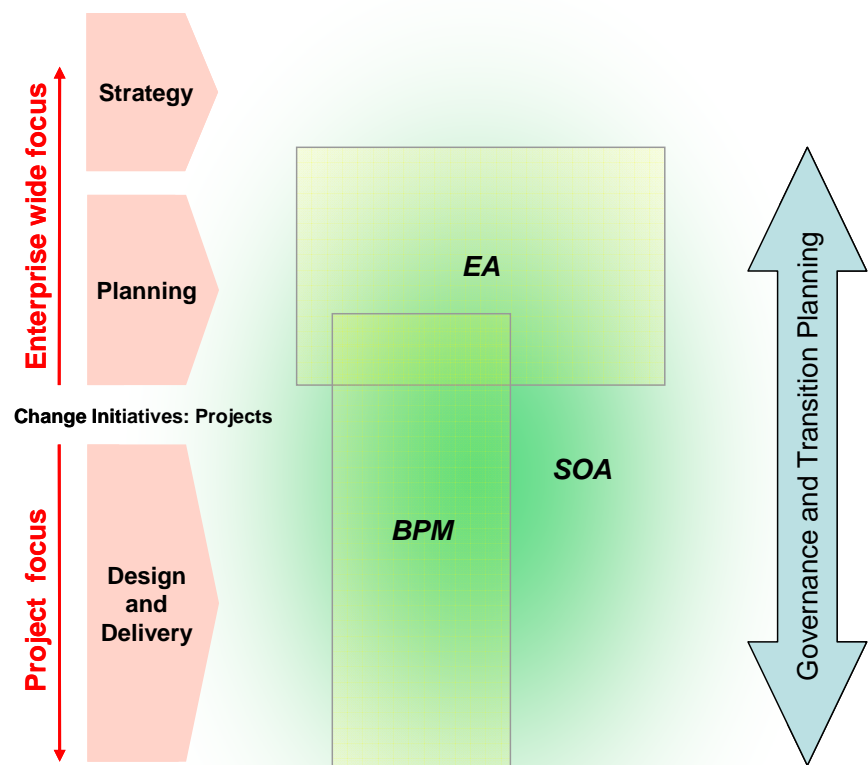 Enterprise wide focus
Strategy
Planning
EA
Change Initiatives: Projects
SOA
BPM
Project focus
Design
and
Delivery
Governance and Transition Planning